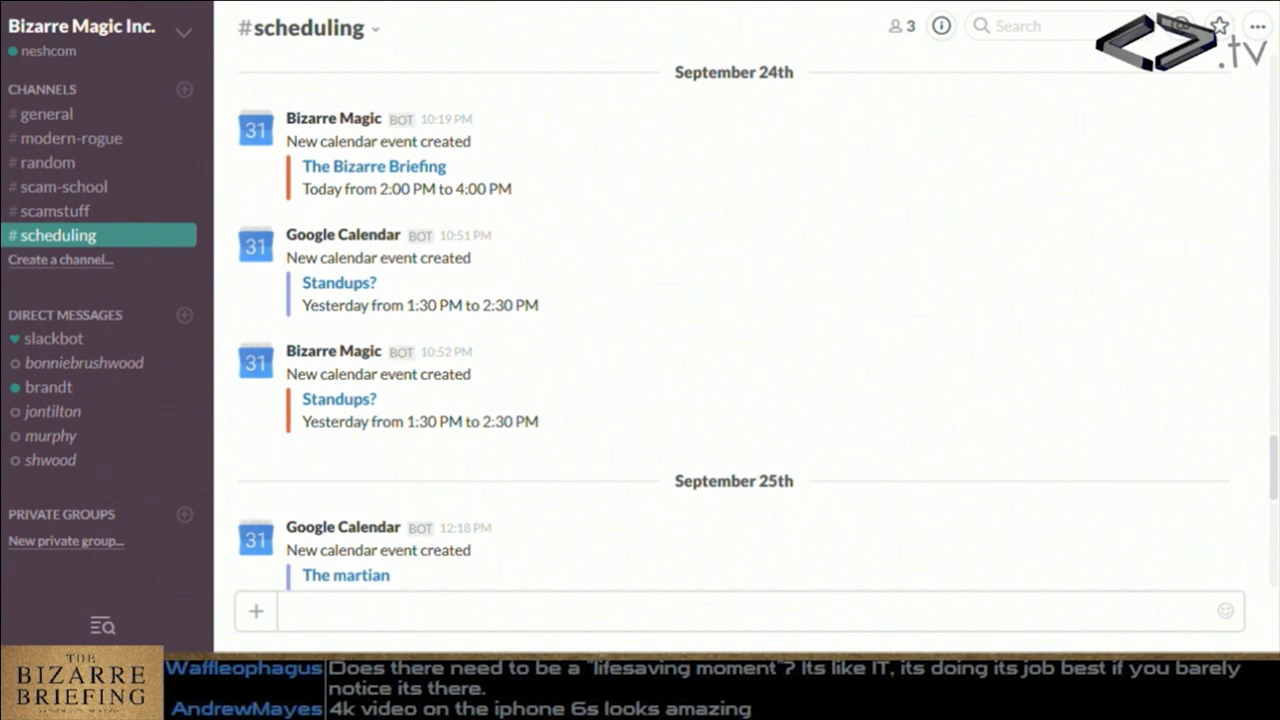 Bizarre Magic Inc.
neshcom
CHANNELS
# general
# modern-rogue
# random
# scam-school
# scamstuff
# scheduling
Create a channel...
DIRECT MESSAGES
slackbot
bonniebrushwood
brandt
jontilton
murphy
shwood
PRIVATE GROUPS
New private group...
#scheduling
3
Search
.tv
September 24th
31
Bizarre Magic BOT 10:19 PM
New calendar event created
The Bizarre Briefing
Today from 2:00 PM to 4:00 PM
31
Google Calendar BOT 10:51 PM
New calendar event created
Standups?
Yesterday from 1:30 PM to 2:30 PM
31
Bizarre Magic BOT 10:52 PM
New calendar event created
Standups?
Yesterday from 1:30 PM to 2:30 PM
September 25th
31
Google Calendar BOT 12:18 PM
New calendar event created
The martian
THE
BIZARRE
BRIEFING
Waffleophagus Does there need to be a "lifesaving moment"? Its like IT, its doing its job best if you barely
notice its there.
AndrewMayes 4k video on the iphone 6s looks amazing